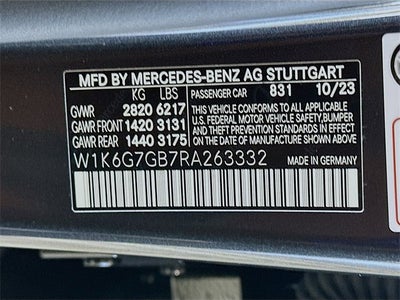 MFD BY MERCEDES-BENZ AG STUTTGART
KG LBS PASSENGER CAR 831 10/23
GVWR 2820 6217 THIS VEHICLE CONFORMS TO ALL APPLICABLE
GAWR FRONT 1420 3131 U.S. FEDERAL MOTOR VEHICLE SAFETY, BUMPER
AND THEFT PREVENTION STANDARDS IN EFFECT
GAWR REAR 1440 3175 ON THE DATE OF MANUFACTURE SHOWN ABOVE
W1K6G7GB7RA263332 MADE IN GERMANY